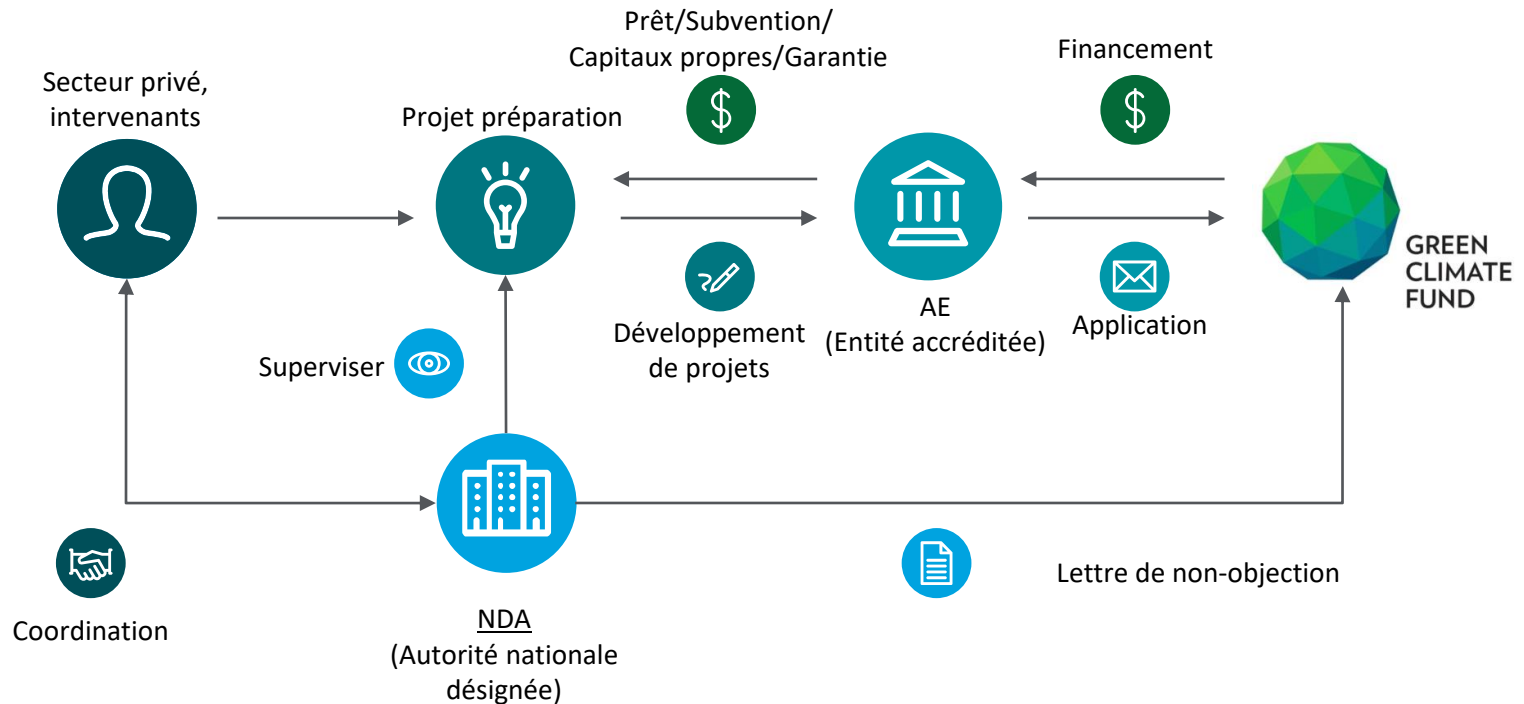 Prêt/Subvention/
Capitaux propres/Garantie
Financement
Secteur privé,
intervenants
Projet préparation
GREEN
CLIMATE
FUND
AE
(Entité accréditée)
Application
Développement
de projets
Superviser
Lettre de non-objection
Coordination
NDA
(Autorité nationale
désignée)